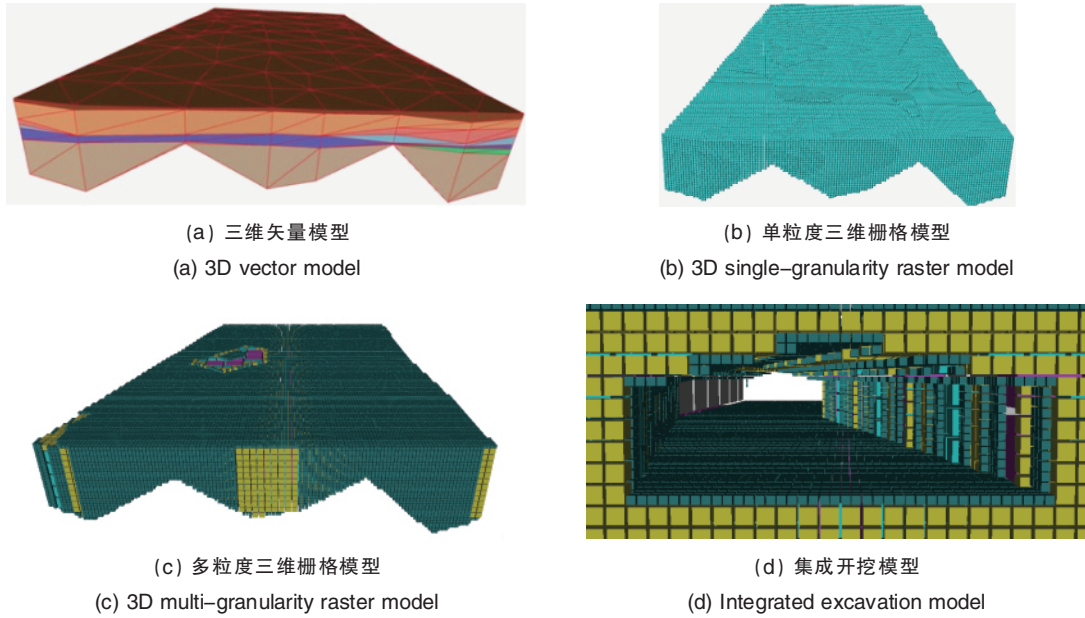 (a) 三维矢量模型
(a) 3D vector model
(b) 单粒度三维栅格模型
(b) 3D single–granularity raster model
(c) 多粒度三维栅格模型
(c) 3D multi–granularity raster model
(d) 集成开挖模型
(d) Integrated excavation model